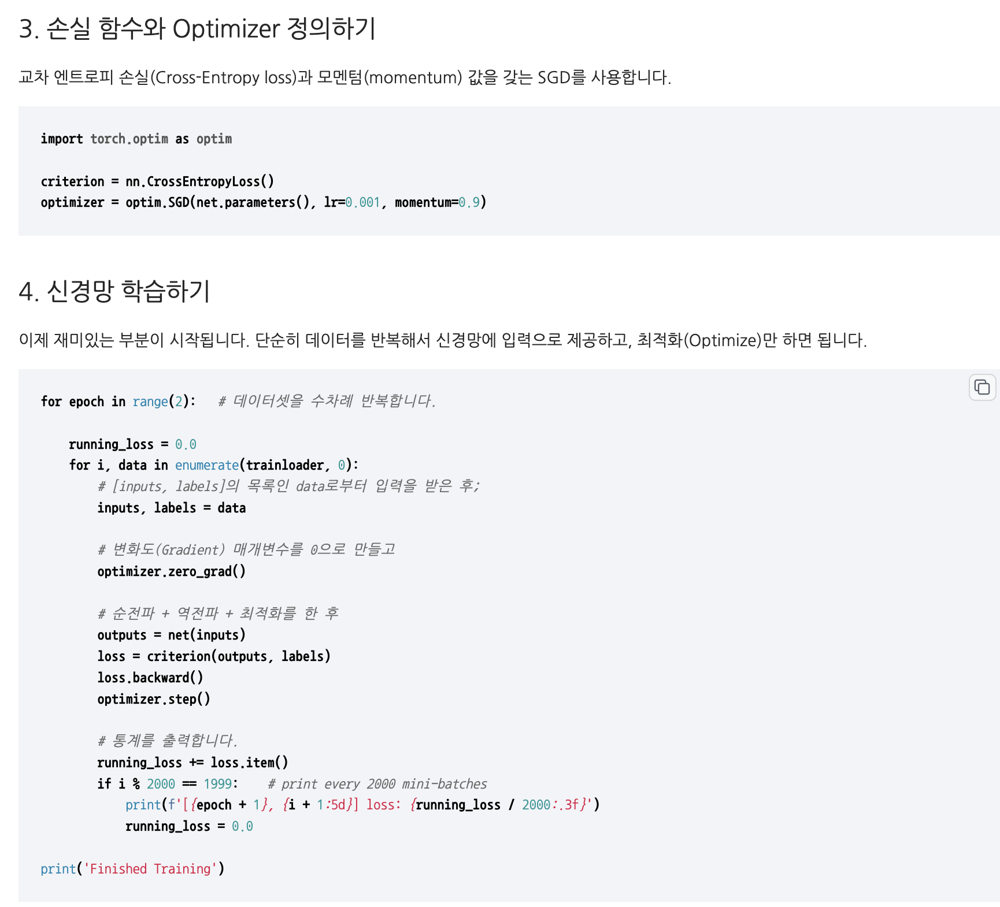 3. 손실 함수와 Optimizer 정의하기
교차 엔트로피 손실(Cross-Entropy loss)과 모멘텀(momentum) 값을 갖는 SGD를 사용합니다.
import torch.optim as optim
criterion = nn.CrossEntropyLoss()
optimizer = optim.SGD(net.parameters(), lr=0.001, momentum=0.9)
4. 신경망 학습하기
이제 재미있는 부분이 시작됩니다. 단순히 데이터를 반복해서 신경망에 입력으로 제공하고, 최적화(Optimize)만 하면 됩니다.
for epoch in range(2):   # 데이터셋을 수차례 반복합니다.
    running_loss = 0.0
    for i, data in enumerate(trainloader, 0):
        # [inputs, labels]의 목록인 data로부터 입력을 받은 후;
        inputs, labels = data
        # 변화도(Gradient) 매개변수를 0으로 만들고
        optimizer.zero_grad()
        # 순전파 + 역전파 + 최적화를 한 후
        outputs = net(inputs)
        loss = criterion(outputs, labels)
        loss.backward()
        optimizer.step()
        # 통계를 출력합니다.
        running_loss += loss.item()
        if i % 2000 == 1999:    # print every 2000 mini-batches
            print(f'[{epoch + 1}, {i + 1:5d}] loss: {running_loss / 2000:.3f}')
            running_loss = 0.0
print('Finished Training')